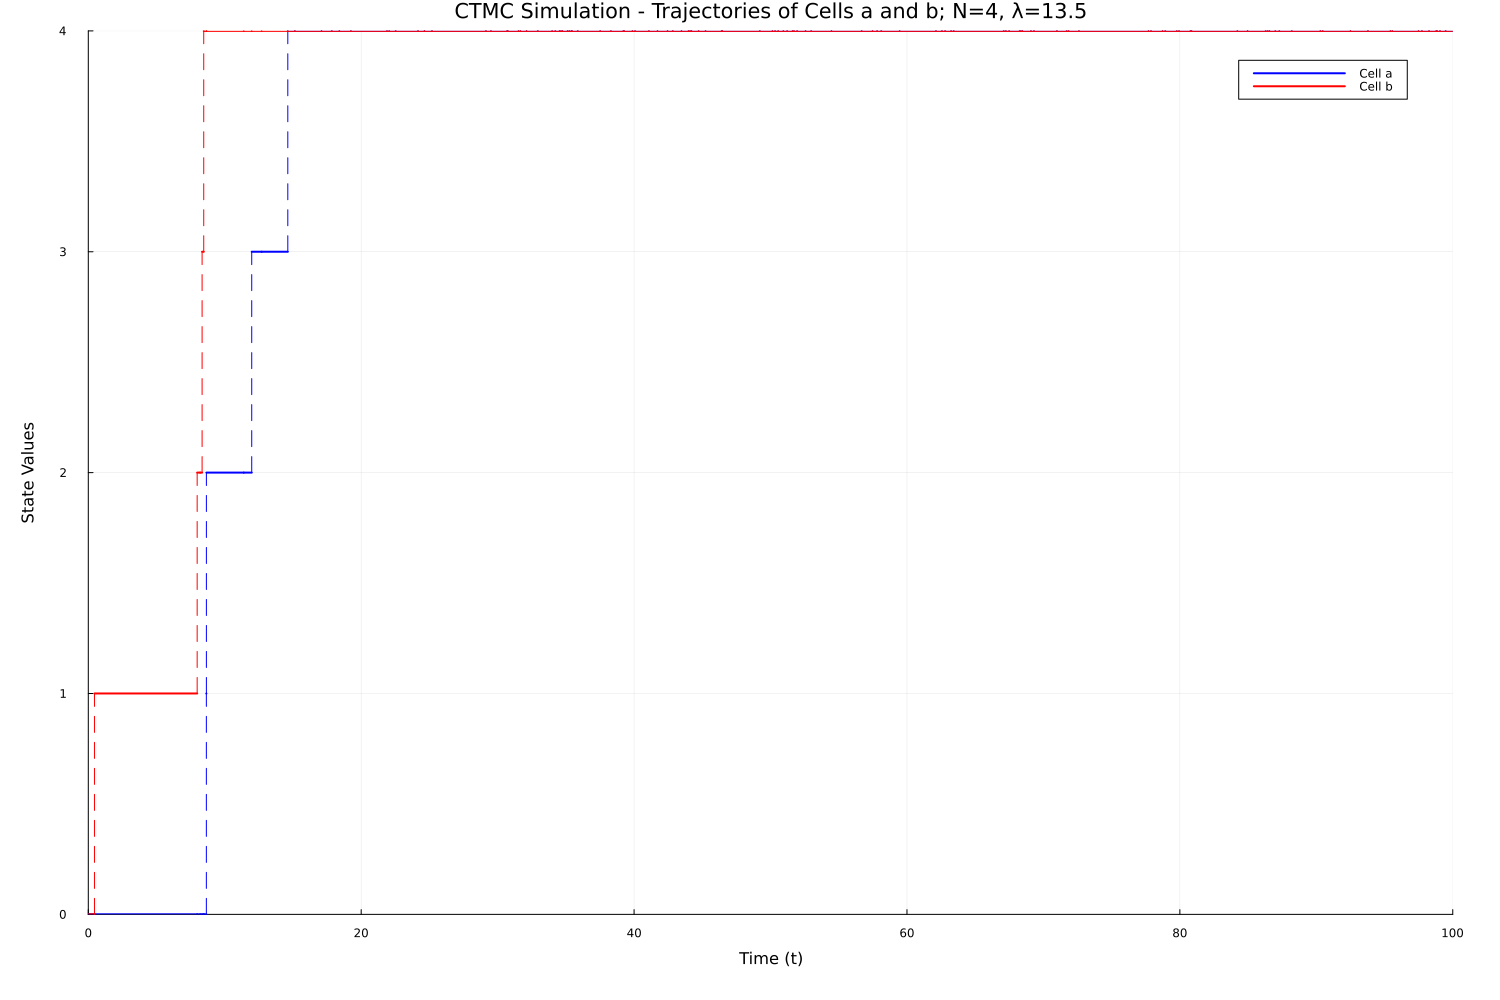 CTMC Simulation - Trajectories of Cells a and b; N=4, λ=13.5
Cell a
Cell b
State Values
4
3
2
1
0
0 20 40 60 80 100
Time (t)